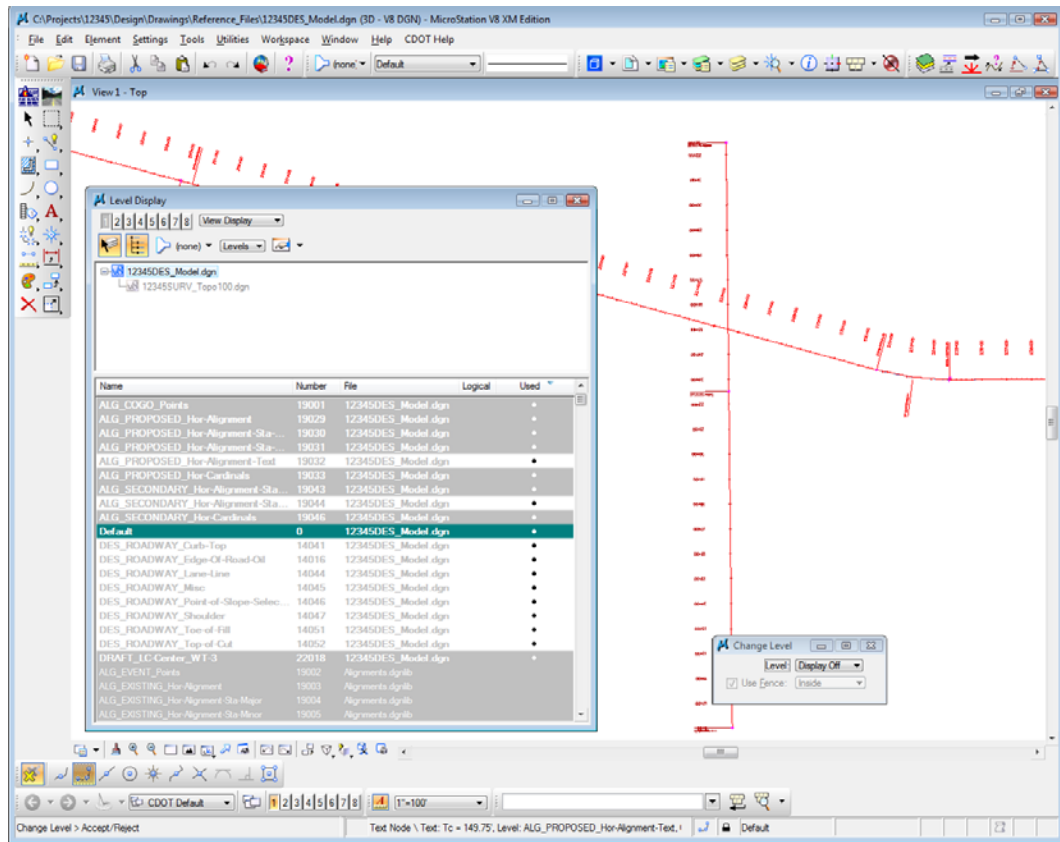 C:\Projects\12345\Design\Drawings\Reference_Files\12345DES_Model.dgn (3D - V8 DGN) - MicroStation V8 XM Edition
File Edit Element Settings Tools Utilities Workspace Window Help CDOT Help
(none) Default
View 1 - Top
Level Display
1 2 3 4 5 6 7 8 View Display
(none) Levels
12345DES_Model.dgn
12345SURV_Topo100.dgn
Name Number File Logical Used
ALG_COGO_Points 19001 12345DES_Model.dgn
ALG_PROPOSED_Hor-Alignment 19029 12345DES_Model.dgn
ALG_PROPOSED_Hor-Alignment-Sta-... 19030 12345DES_Model.dgn
ALG_PROPOSED_Hor-Alignment-Sta-... 19031 12345DES_Model.dgn
ALG_PROPOSED_Hor-Alignment-Text 19032 12345DES_Model.dgn
ALG_PROPOSED_Hor-Cardinals 19033 12345DES_Model.dgn
ALG_SECONDARY_Hor-Alignment-Sta... 19043 12345DES_Model.dgn
ALG_SECONDARY_Hor-Alignment-Sta... 19044 12345DES_Model.dgn
ALG_SECONDARY_Hor-Cardinals 19046 12345DES_Model.dgn
Default 0 12345DES_Model.dgn
DES_ROADWAY_Curb-Top 14041 12345DES_Model.dgn
DES_ROADWAY_Edge-Of-Road-Oil 14016 12345DES_Model.dgn
DES_ROADWAY_Lane-Line 14044 12345DES_Model.dgn
DES_ROADWAY_Misc 14045 12345DES_Model.dgn
DES_ROADWAY_Point-of-Slope-Selec... 14046 12345DES_Model.dgn
DES_ROADWAY_Shoulder 14047 12345DES_Model.dgn
DES_ROADWAY_Toe-of-Fill 14051 12345DES_Model.dgn
DES_ROADWAY_Top-of-Cut 14052 12345DES_Model.dgn
DRAFT_LC-Center_WT-3 22018 12345DES_Model.dgn
ALG_EVENT_Points 19002 Alignments.dgnlib
ALG_EXISTING_Hor-Alignment 19003 Alignments.dgnlib
ALG_EXISTING_Hor-Alignment-Sta-Major 19004 Alignments.dgnlib
ALG_EXISTING_Hor-Alignment-Sta-Minor 19005 Alignments.dgnlib
Change Level
Level: Display Off
Use Fence: Inside
CDOT Default 1 2 3 4 5 6 7 8 1"=100'
Change Level > Accept/Reject Text Node \ Text: Tc = 149.75', Level: ALG_PROPOSED_Hor-Alignment-Text, Default